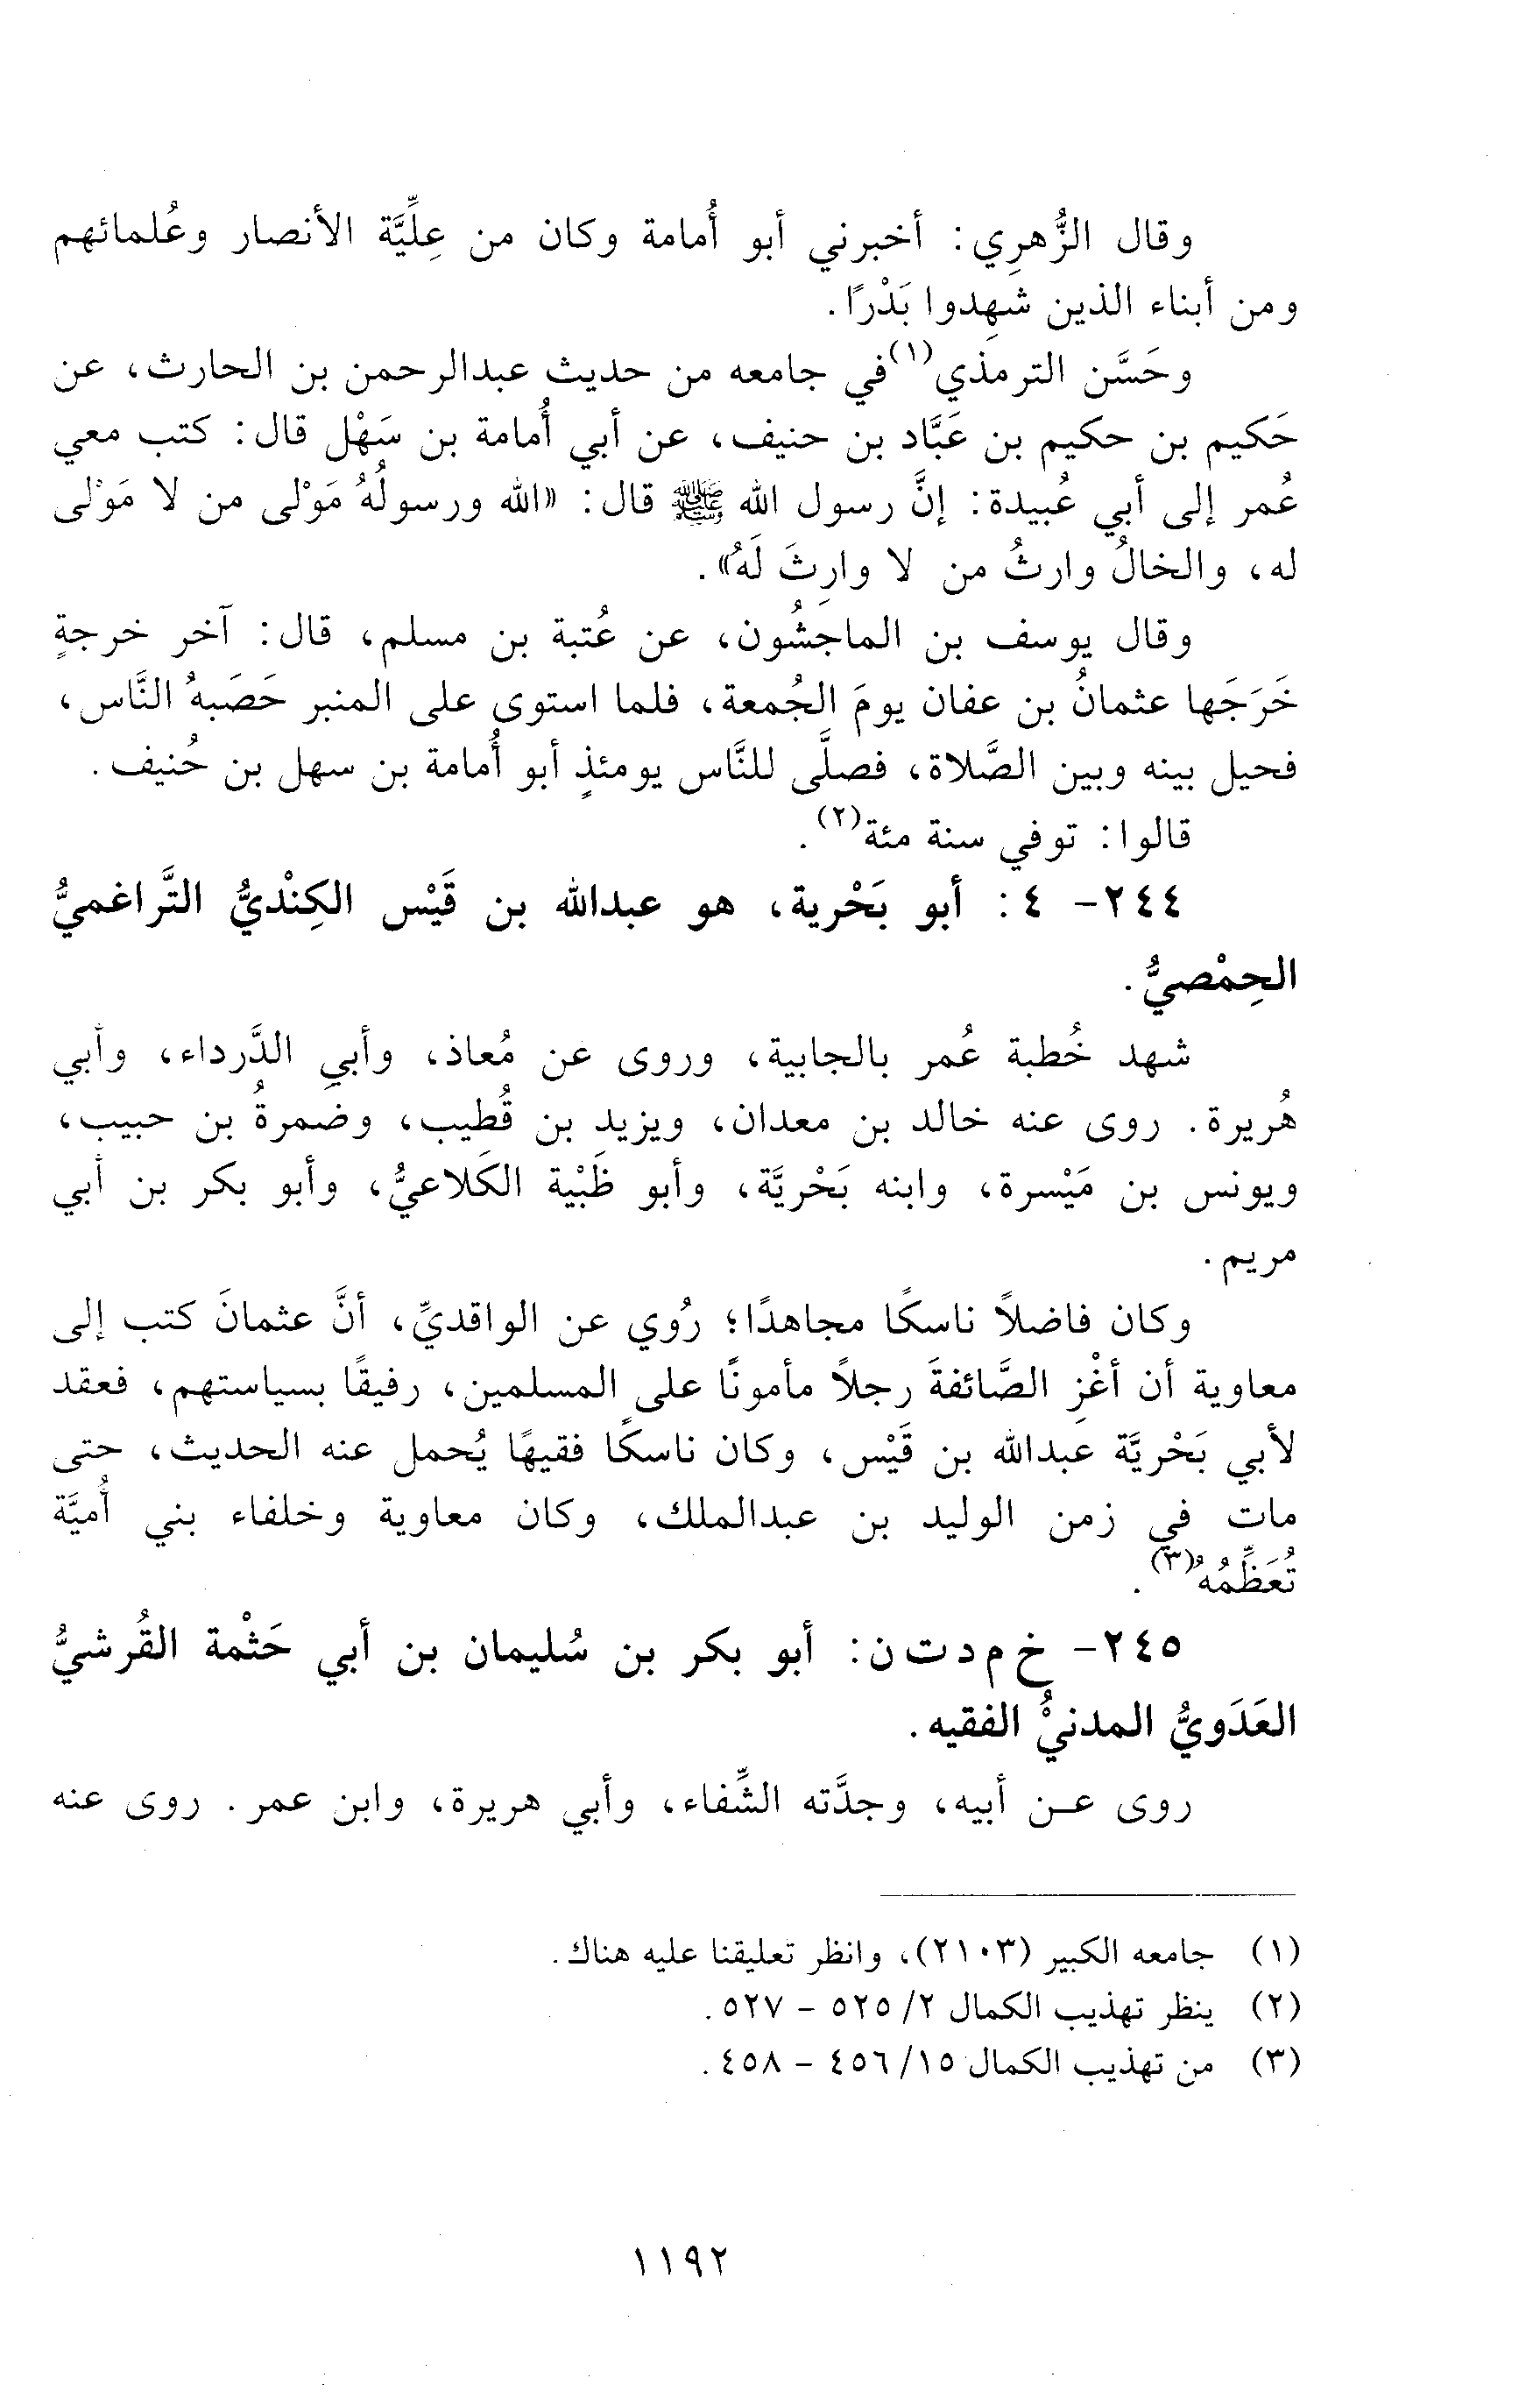 وقال الزُّهرِي: أخبرني أبو أُمامة وكان من عِلِّيَّة الأنصار وعُلمائهم
ومن أبناء الذين شهِدوا بَدْرًا.
وحَسَّن الترمذي(١) في جامعه من حديث عبدالرحمن بن الحارث، عن
حَكيم بن حكيم بن عَبَّاد بن حنيف، عن أبي أُمامة بن سَهْل قال: كتب معي
عُمر إلى أبي عُبيدة: إنَّ رسول الله ﷺ قال: «الله ورسولُهُ مَوْلى من لا مَوْلى
له، والخالُ وارثُ من لا وارِثَ لَهُ».
وقال يوسف بن الماجشُون، عن عُتبة بن مسلم، قال: آخر خرجةٍ
خَرَجَها عثمانُ بن عفان يومَ الجُمعة، فلما استوى على المنبر حَصَبهُ النَّاس،
فحيل بينه وبين الصَّلاة، فصلَّى للنَّاس يومئذٍ أبو أُمامة بن سهل بن حُنيف.
قالوا: توفي سنة مئة(٢).
٢٤٤- ٤: أبو بَحْرية، هو عبدالله بن قَيْس الكِنْديُّ التَّراغميُّ
الحِمْصيُّ.
شهد خُطبة عُمر بالجابية، وروى عن مُعاذ، وأبي الدَّرداء، وأبي
هُريرة. روى عنه خالد بن معدان، ويزيد بن قُطيب، وضمرةُ بن حبيب،
ويونس بن مَيْسرة، وابنه بَحْريَّة، وأبو ظَبْية الكَلاعيُّ، وأبو بكر بن أبي
مريم.
وكان فاضلاً ناسكًا مجاهدًا؛ رُوي عن الواقديِّ، أنَّ عثمانَ كتب إلى
معاوية أن أغْزِ الصَّائفةَ رجلاً مأمونًا على المسلمين، رفيقًا بسياستهم، فعقد
لأبي بَحْريَّة عبدالله بن قَيْس، وكان ناسكًا فقيهًا يُحمل عنه الحديث، حتى
مات في زمن الوليد بن عبدالملك، وكان معاوية وخلفاء بني أُميَّة
تُعَظِّمُهُ(٣).
٢٤٥- خ م د ت ن: أبو بكر بن سُليمان بن أبي حَثْمة القُرشيُّ
العَدَويُّ المدنيُّ الفقيه.
روى عن أبيه، وجدَّته الشِّفاء، وأبي هريرة، وابن عمر. روى عنه
(١) جامعه الكبير (٢١٠٣)، وانظر تعليقنا عليه هناك.
(٢) ينظر تهذيب الكمال ٢/ ٥٢٥ - ٥٢٧.
(٣) من تهذيب الكمال ١٥/ ٤٥٦ - ٤٥٨.
١١٩٢